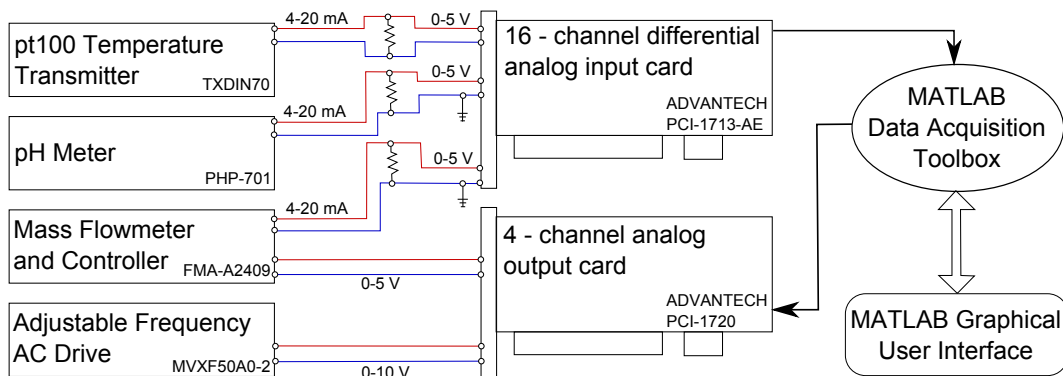 pt100 Temperature
Transmitter
TXDIN70
4-20 mA
0-5 V
pH Meter
PHP-701
4-20 mA
0-5 V
Mass Flowmeter
and Controller
FMA-A2409
4-20 mA
0-5 V
0-5 V
Adjustable Frequency
AC Drive
MVXF50A0-2
0-10 V
16 - channel differential
analog input card
ADVANTECH
PCI-1713-AE
4 - channel analog
output card
ADVANTECH
PCI-1720
MATLAB
Data Acquisition
Toolbox
MATLAB Graphical
User Interface